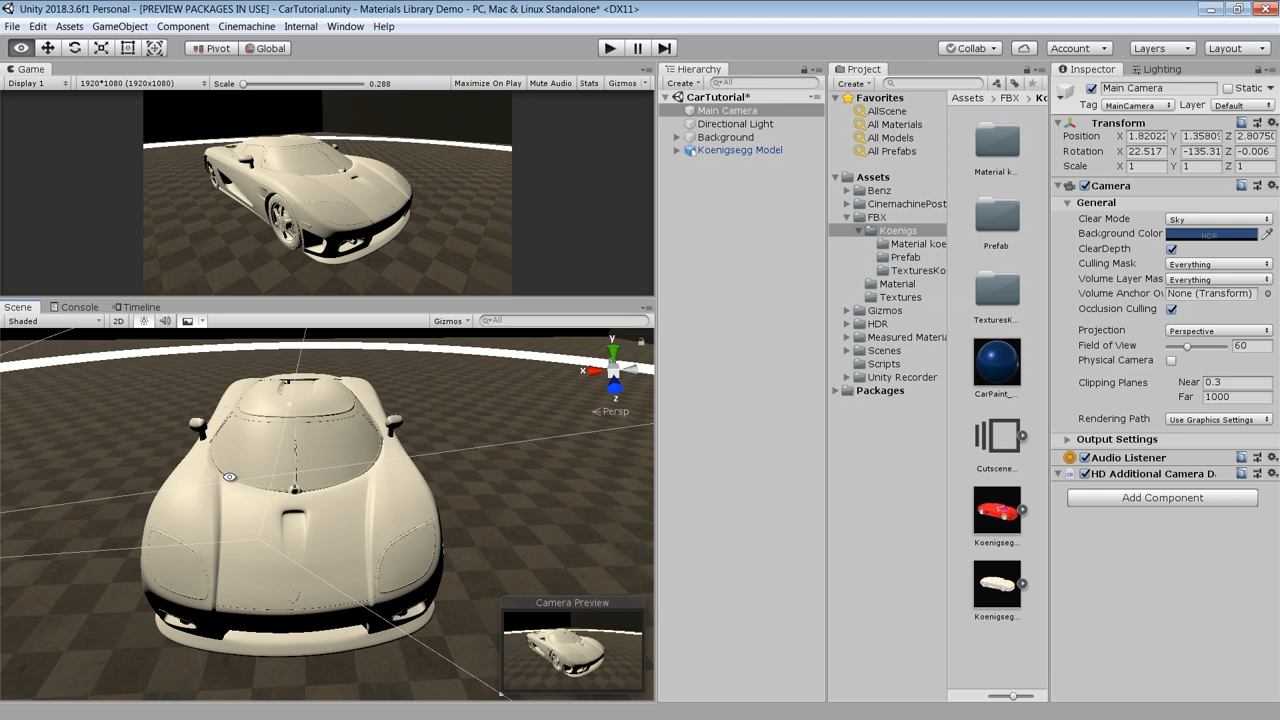 Unity 2018.3.6f1 Personal - [PREVIEW PACKAGES IN USE] - CarTutorial.unity - Materials Library Demo - PC, Mac & Linux Standalone* <DX11>
File Edit Assets GameObject Component Cinemachine Internal Window Help
Pivot Global Collab Account Layers Layout
Game
Display 1 1920*1080 (1920x1080) Scale 0.288 Maximize On Play Mute Audio Stats Gizmos
Scene Console Timeline
Shaded 2D Gizmos All
y
x
z
Persp
Camera Preview
Hierarchy
Create All
CarTutorial*
Main Camera
Directional Light
Background
Koenigsegg Model
Project
Create
Favorites
AllScene
All Materials
All Models
All Prefabs
Assets
Benz
CinemachinePost
FBX
Koenigs
Material koe
Prefab
TexturesKo
Material
Textures
Gizmos
HDR
Measured Materia
Scenes
Scripts
Unity Recorder
Packages
Assets FBX Ko
Material k...
Prefab
TexturesK...
CarPaint_...
Cutscene...
Koenigseg...
Koenigseg...
Inspector Lighting
Main Camera Static
Tag MainCamera Layer Default
Transform
Position X 1.82022 Y 1.35809 Z 2.80750
Rotation X 22.517 Y -135.31 Z -0.006
Scale X 1 Y 1 Z 1
Camera
General
Clear Mode Sky
Background Color HDR
ClearDepth
Culling Mask Everything
Volume Layer Mas Everything
Volume Anchor O None (Transform)
Occlusion Culling
Projection Perspective
Field of View 60
Physical Camera
Clipping Planes Near 0.3
Far 1000
Rendering Path Use Graphics Settings
Output Settings
Audio Listener
HD Additional Camera D
Add Component